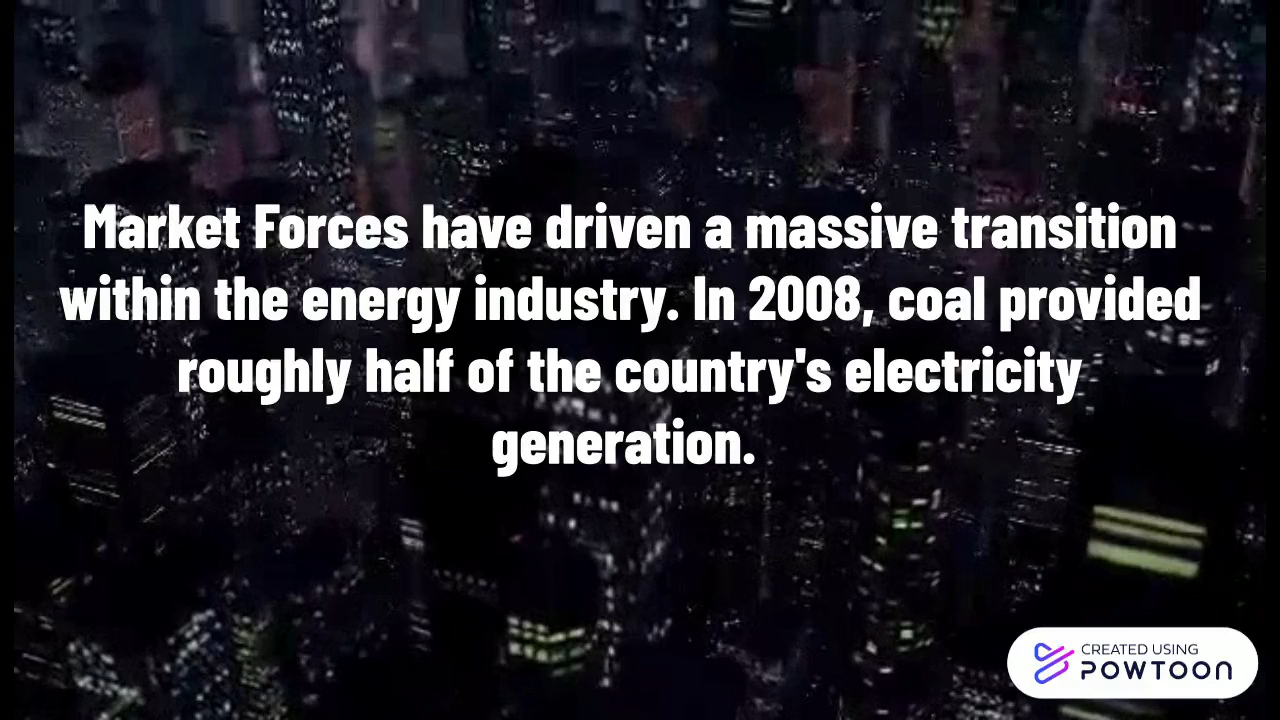 Market Forces have driven a massive transition
within the energy industry. In 2008, coal provided
roughly half of the country's electricity
generation.
CREATED USING
POWTOON